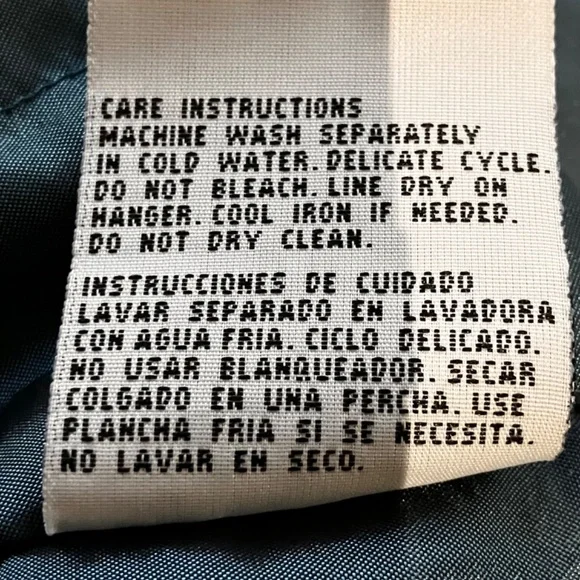 CARE INSTRUCTIONS
MACHINE WASH SEPARATELY
IN COLD WATER. DELICATE CYCLE.
DO NOT BLEACH. LINE DRY ON
HANGER. COOL IRON IF NEEDED.
DO NOT DRY CLEAN.
INSTRUCCIONES DE CUIDADO
LAVAR SEPARADO EN LAVADORA
CON AGUA FRIA. CICLO DELICADO.
NO USAR BLANQUEADOR. SECAR
COLGADO EN UNA PERCHA. USE
PLANCHA FRIA SI SE NECESITA.
NO LAVAR EN SECO.